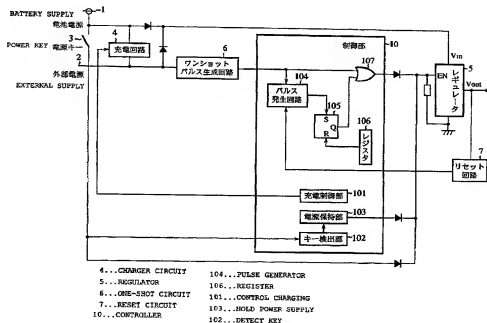 BATTERY SUPPLY
1
電池電源
3
POWER KEY 電源キー
2
外部電源
EXTERNAL SUPPLY
4
充電回路
6
ワンショット
パルス生成回路
制御部
10
104
パルス
発生回路
105
S
Q
R
106
レジスタ
107
Vin
5
EN
レギュレータ
Vout
7
リセット
回路
充電制御部
101
電源保持部
103
キー検出部
102
4...CHARGER CIRCUIT
5...REGULATOR
6...ONE-SHOT CIRCUIT
7...RESET CIRCUIT
10...CONTROLLER
104...PULSE GENERATOR
106...REGISTER
101...CONTROL CHARGING
103...HOLD POWER SUPPLY
102...DETECT KEY